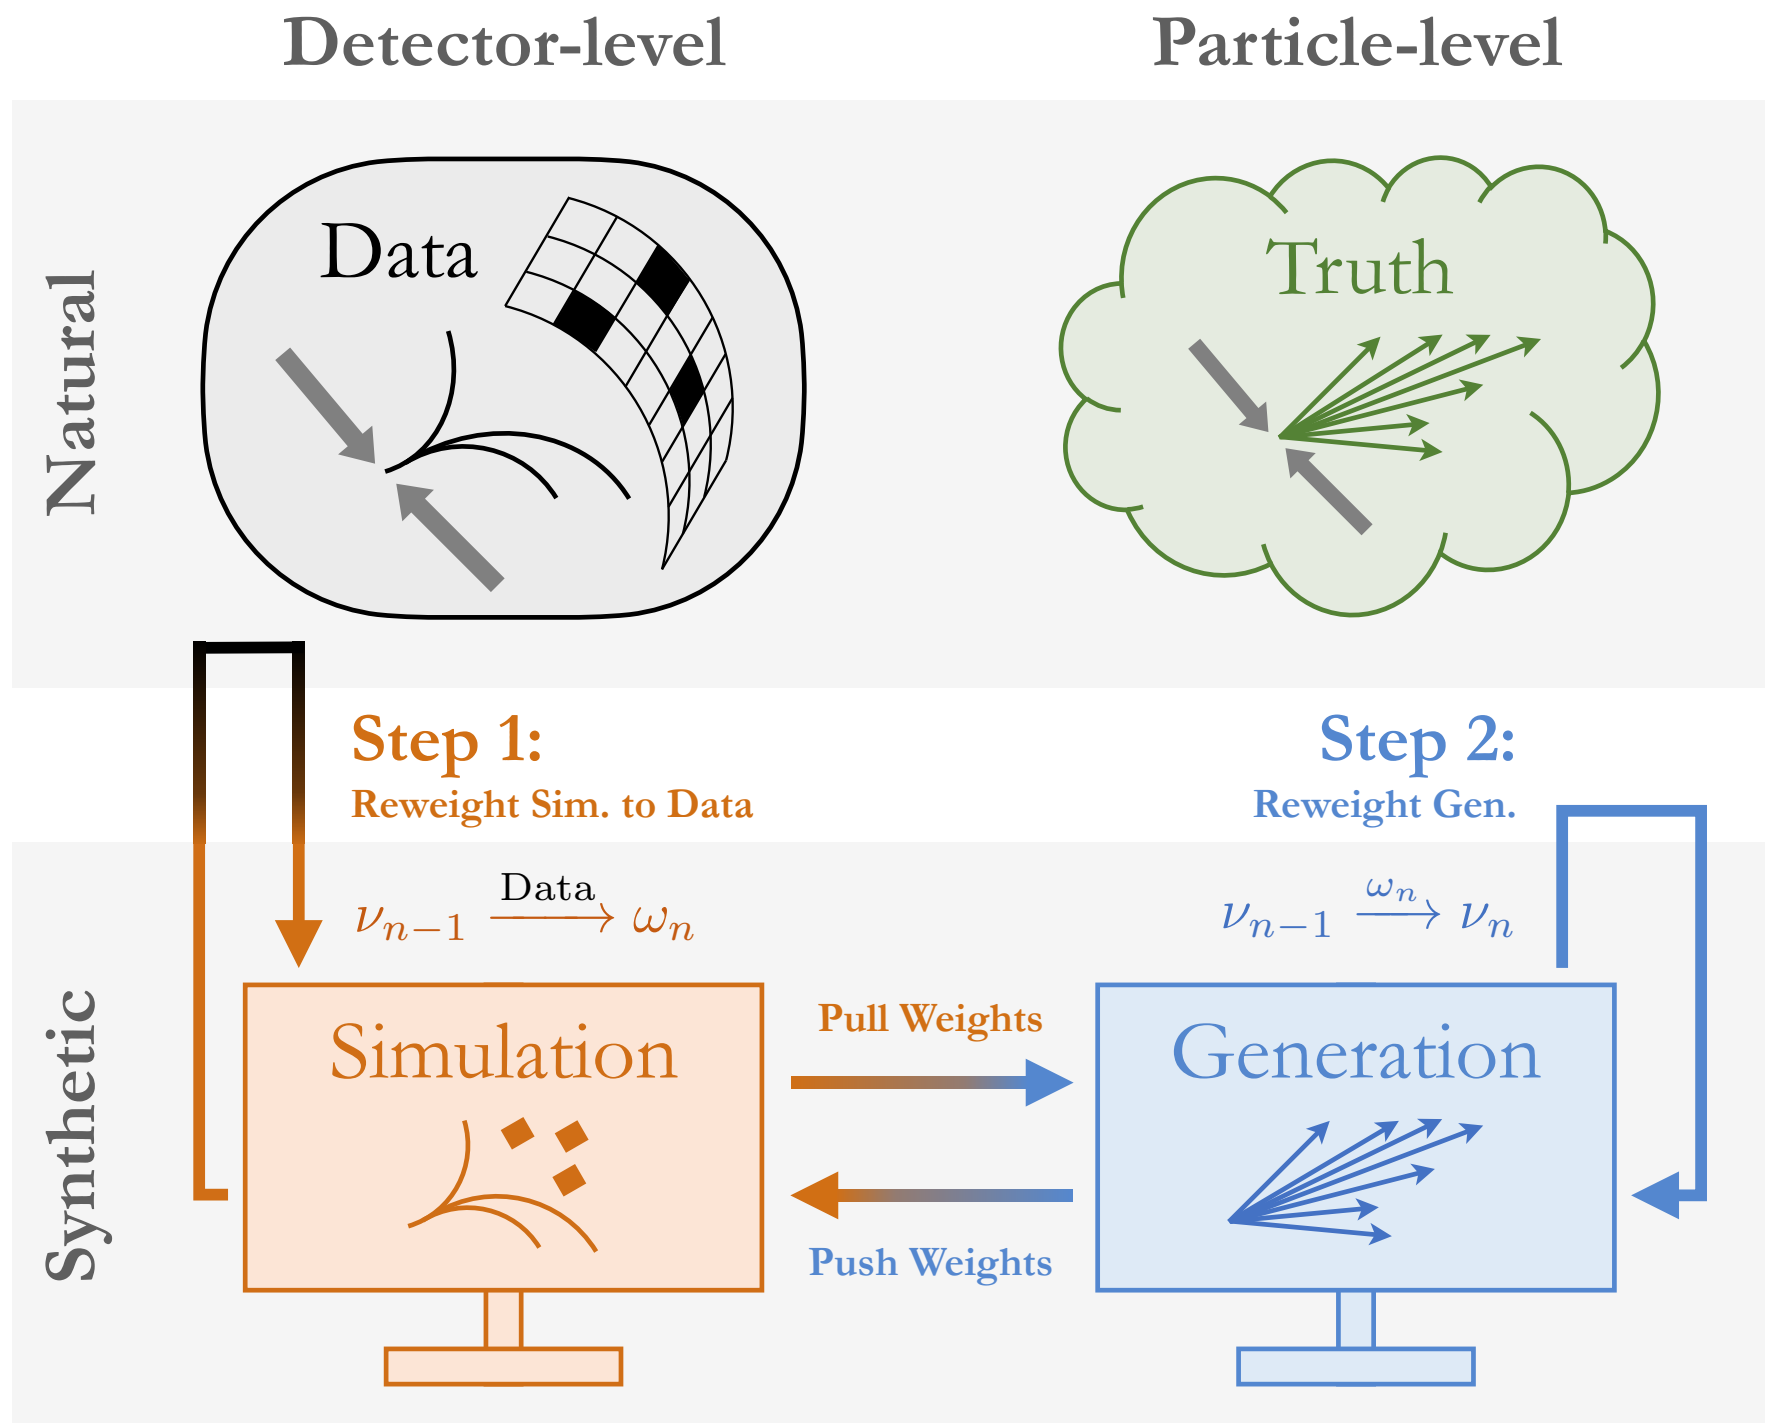 Detector-level
Particle-level
Natural
Data
Truth
Step 1:
Reweight Sim. to Data
Step 2:
Reweight Gen.
Synthetic
νₙ₋₁ —Data→ ωₙ
νₙ₋₁ —ωₙ→ νₙ
Simulation
Pull Weights
Push Weights
Generation